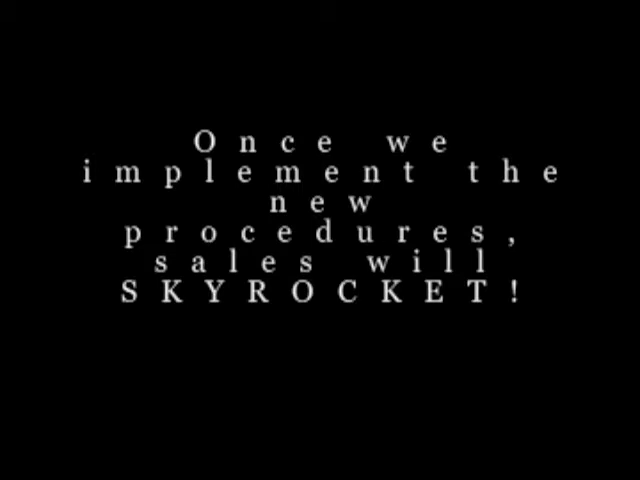 Once we
implement the
new
procedures,
sales will
SKYROCKET!